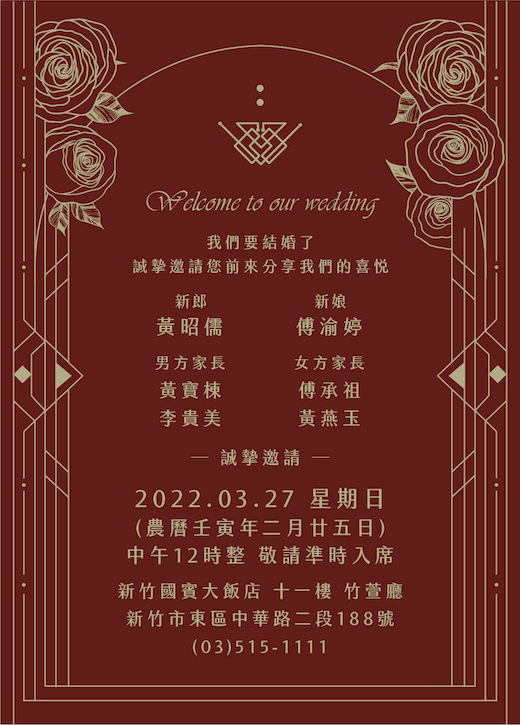 Welcome to our wedding
我們要結婚了
誠摯邀請您前來分享我們的喜悅
新郎 新娘
黃昭儒 傅渝婷
男方家長 女方家長
黃寶棟 傅承祖
李貴美 黃燕玉
— 誠摯邀請 —
2022.03.27 星期日
(農曆壬寅年二月廿五日)
中午12時整 敬請準時入席
新竹國賓大飯店 十一樓 竹萱廳
新竹市東區中華路二段188號
(03)515-1111